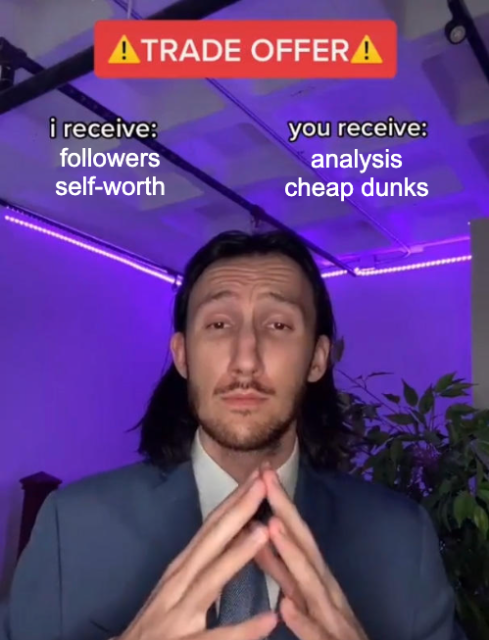 ⚠️TRADE OFFER⚠️
i receive: you receive:
followers analysis
self-worth cheap dunks